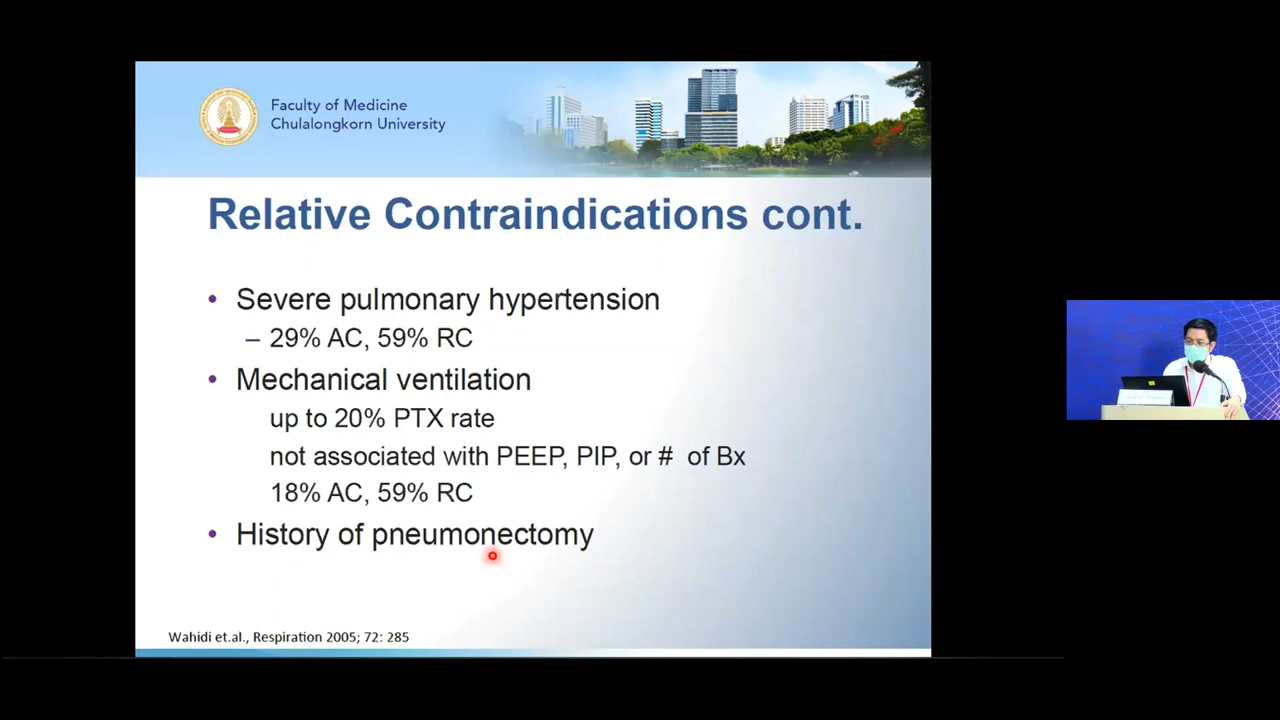 Faculty of Medicine
Chulalongkorn University
Relative Contraindications cont.
• Severe pulmonary hypertension
– 29% AC, 59% RC
• Mechanical ventilation
up to 20% PTX rate
not associated with PEEP, PIP, or # of Bx
18% AC, 59% RC
• History of pneumonectomy
Wahidi et.al., Respiration 2005; 72: 285